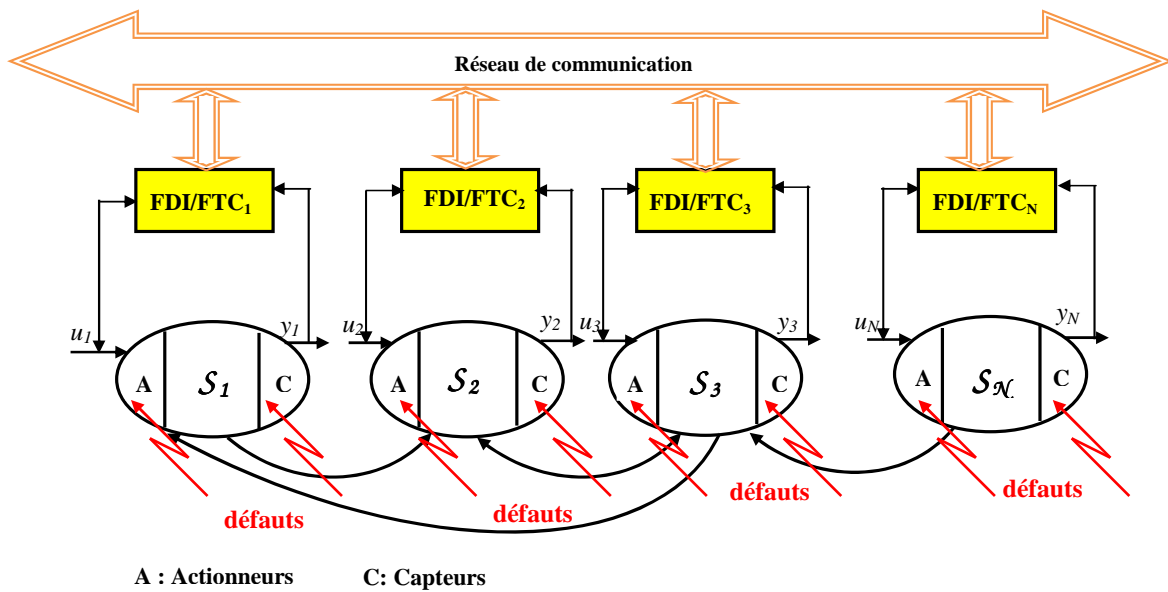 Réseau de communication
FDI/FTC1
FDI/FTC2
FDI/FTC3
FDI/FTCN
u1
y1
u2
y2
u3
y3
uN
yN
A
S1
C
A
S2
C
A
S3
C
A
SN.
C
défauts
défauts
défauts
défauts
A : Actionneurs
C: Capteurs